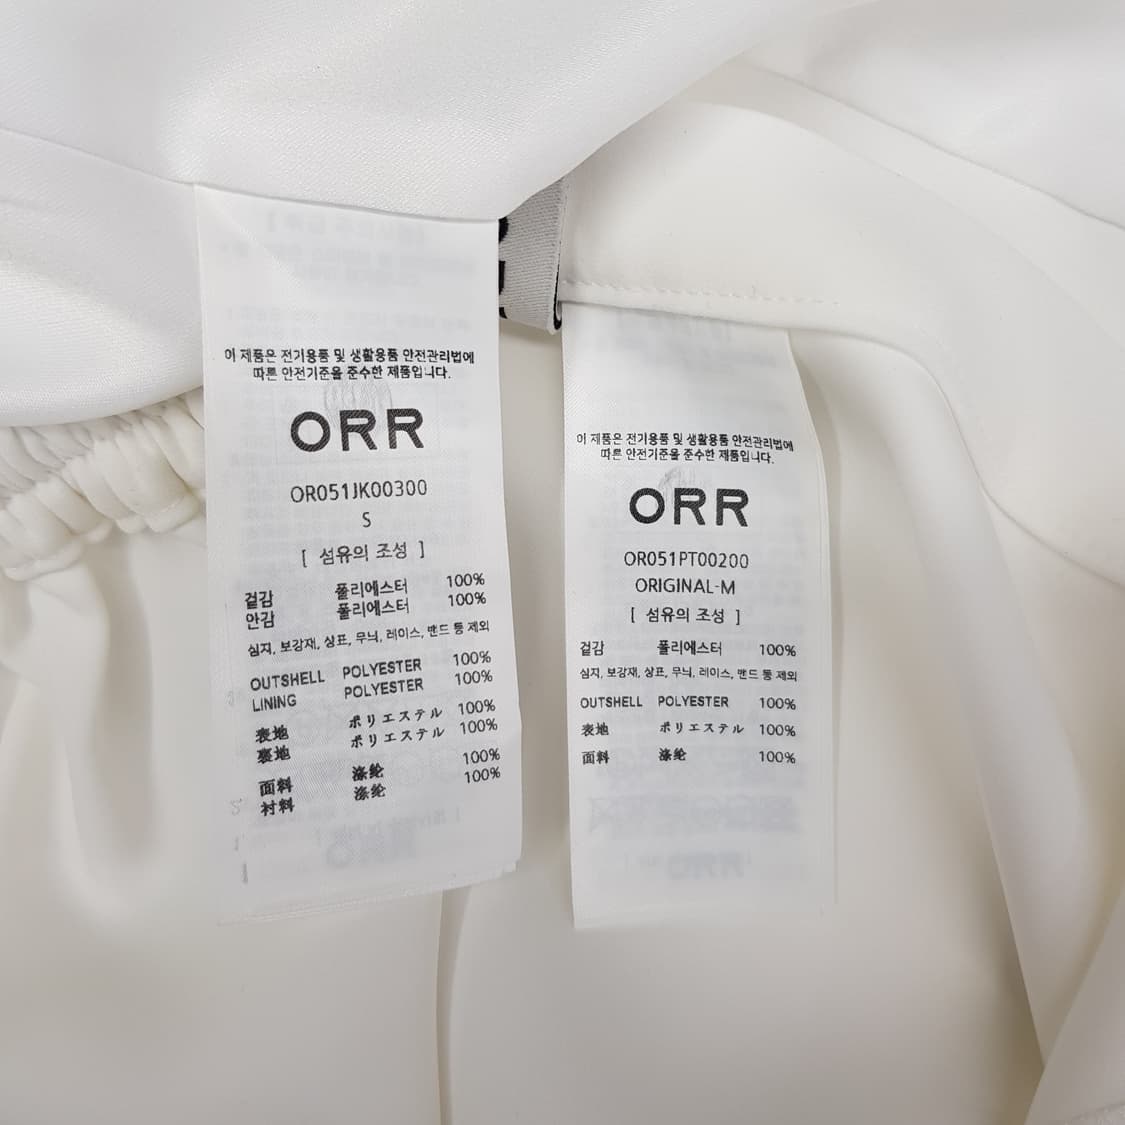 이 제품은 전기용품 및 생활용품 안전관리법에
따른 안전기준을 준수한 제품입니다.
ORR
OR051JK00300
S
[ 섬유의 조성 ]
겉감 폴리에스터 100%
안감 폴리에스터 100%
심지, 보강재, 상표, 무늬, 레이스, 밴드 등 제외
OUTSHELL POLYESTER 100%
LINING POLYESTER 100%
表地 ポリエステル 100%
裏地 ポリエステル 100%
面料 涤纶 100%
衬料 涤纶 100%
이 제품은 전기용품 및 생활용품 안전관리법에
따른 안전기준을 준수한 제품입니다.
ORR
OR051PT00200
ORIGINAL-M
[ 섬유의 조성 ]
겉감 폴리에스터 100%
심지, 보강재, 상표, 무늬, 레이스, 밴드 등 제외
OUTSHELL POLYESTER 100%
表地 ポリエステル 100%
面料 涤纶 100%